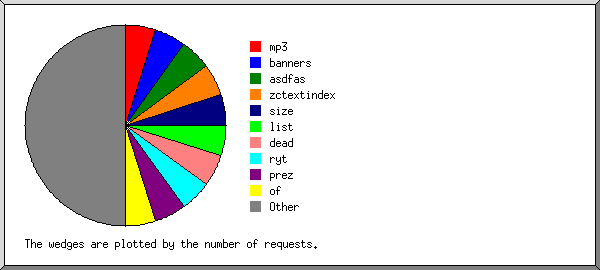 mp3
banners
asdfas
zctextindex
size
list
dead
ryt
prez
of
Other
The wedges are plotted by the number of requests.